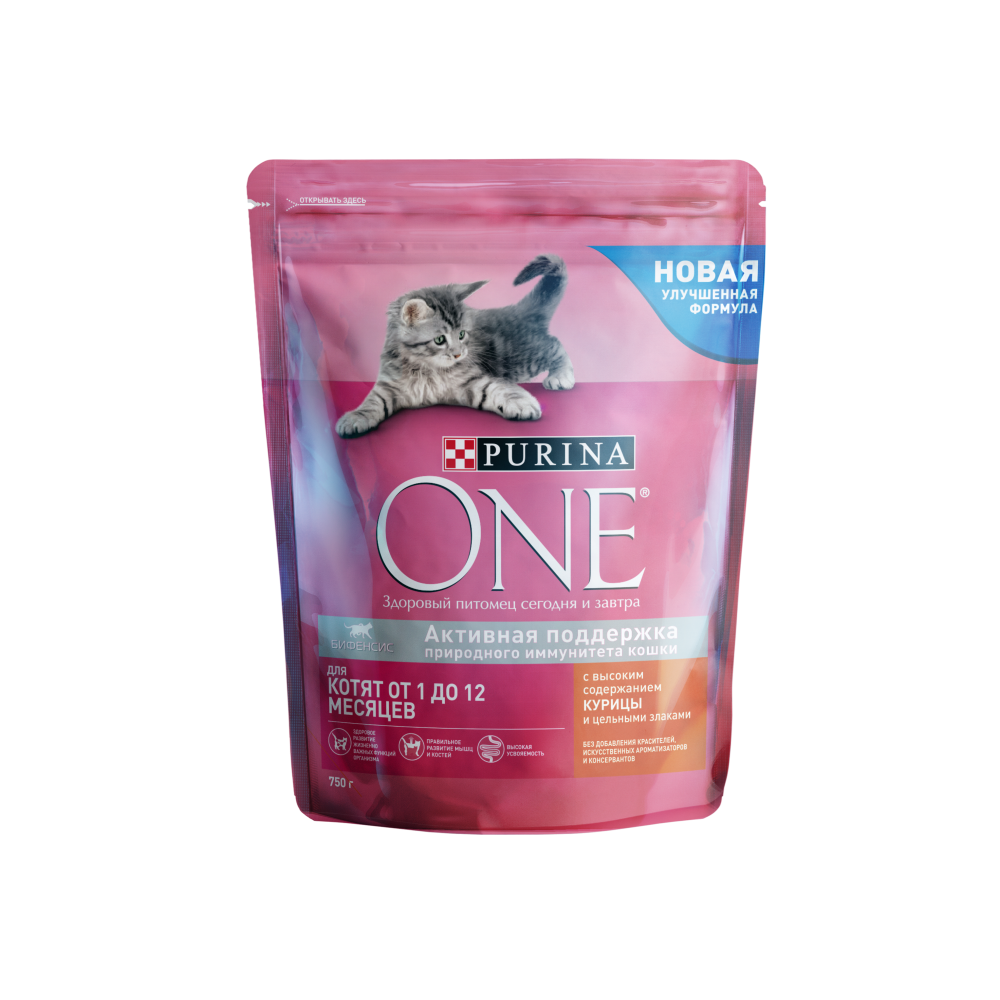 ОТКРЫВАТЬ ЗДЕСЬ
НОВАЯ
УЛУЧШЕННАЯ
ФОРМУЛА
PURINA
ONE®
Здоровый питомец сегодня и завтра
БИФЕНСИС
Активная поддержка
природного иммунитета кошки
ДЛЯ
КОТЯТ ОТ 1 ДО 12
МЕСЯЦЕВ
С ВЫСОКИМ
СОДЕРЖАНИЕМ
КУРИЦЫ
И ЦЕЛЬНЫМИ ЗЛАКАМИ
ЗДОРОВОЕ
РАЗВИТИЕ
ЖИЗНЕННО
ВАЖНЫХ ФУНКЦИЙ
ОРГАНИЗМА
ПРАВИЛЬНОЕ
РАЗВИТИЕ МЫШЦ
И КОСТЕЙ
ВЫСОКАЯ
УСВОЯЕМОСТЬ
БЕЗ ДОБАВЛЕНИЯ КРАСИТЕЛЕЙ,
ИСКУССТВЕННЫХ АРОМАТИЗАТОРОВ
И КОНСЕРВАНТОВ
750 г